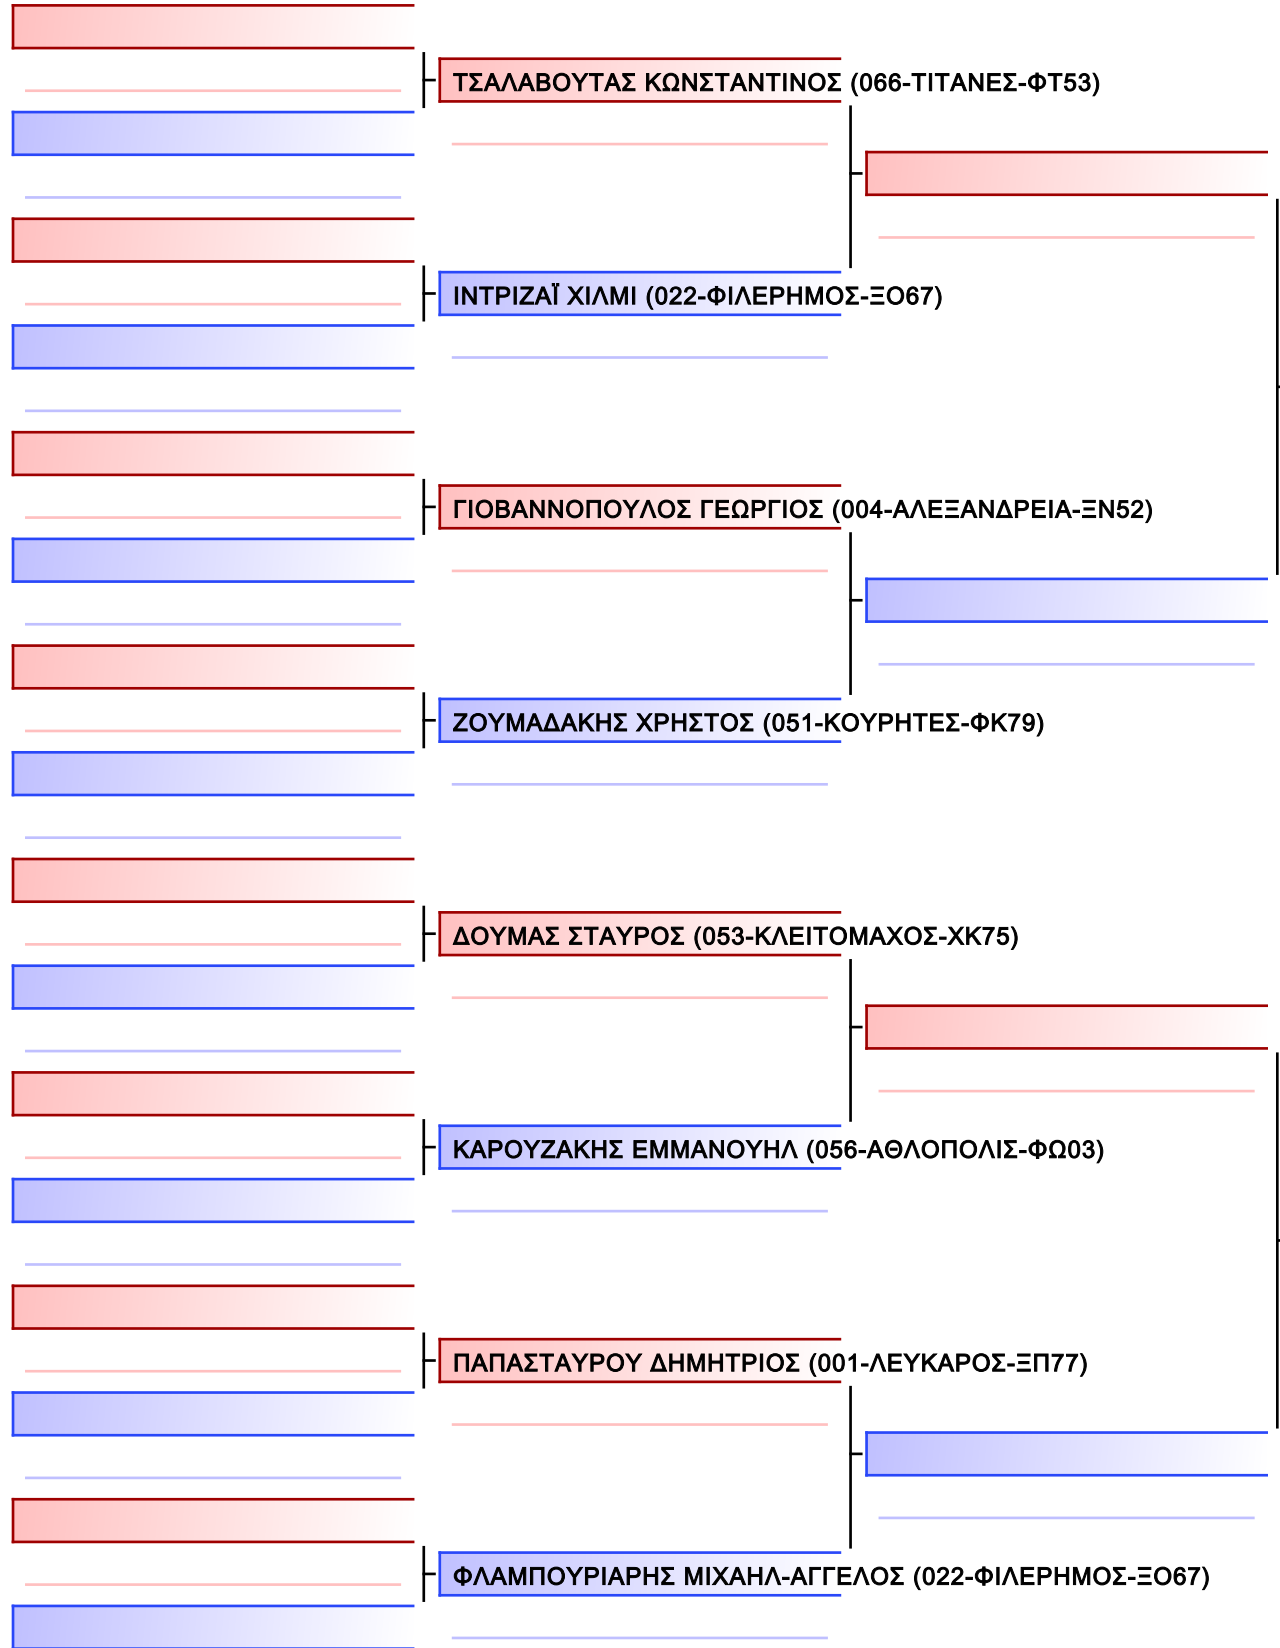 ΤΣΑΛΑΒΟΥΤΑΣ ΚΩΝΣΤΑΝΤΙΝΟΣ (066-ΤΙΤΑΝΕΣ-ΦΤ53)
ΙΝΤΡΙΖΑΪ ΧΙΛΜΙ (022-ΦΙΛΕΡΗΜΟΣ-ΞΟ67)
ΓΙΟΒΑΝΝΟΠΟΥΛΟΣ ΓΕΩΡΓΙΟΣ (004-ΑΛΕΞΑΝΔΡΕΙΑ-ΞΝ52)
ΖΟΥΜΑΔΑΚΗΣ ΧΡΗΣΤΟΣ (051-ΚΟΥΡΗΤΕΣ-ΦΚ79)
ΔΟΥΜΑΣ ΣΤΑΥΡΟΣ (053-ΚΛΕΙΤΟΜΑΧΟΣ-ΧΚ75)
ΚΑΡΟΥΖΑΚΗΣ ΕΜΜΑΝΟΥΗΛ (056-ΑΘΛΟΠΟΛΙΣ-ΦΩ03)
ΠΑΠΑΣΤΑΥΡΟΥ ΔΗΜΗΤΡΙΟΣ (001-ΛΕΥΚΑΡΟΣ-ΞΠ77)
ΦΛΑΜΠΟΥΡΙΑΡΗΣ ΜΙΧΑΗΛ-ΑΓΓΕΛΟΣ (022-ΦΙΛΕΡΗΜΟΣ-ΞΟ67)